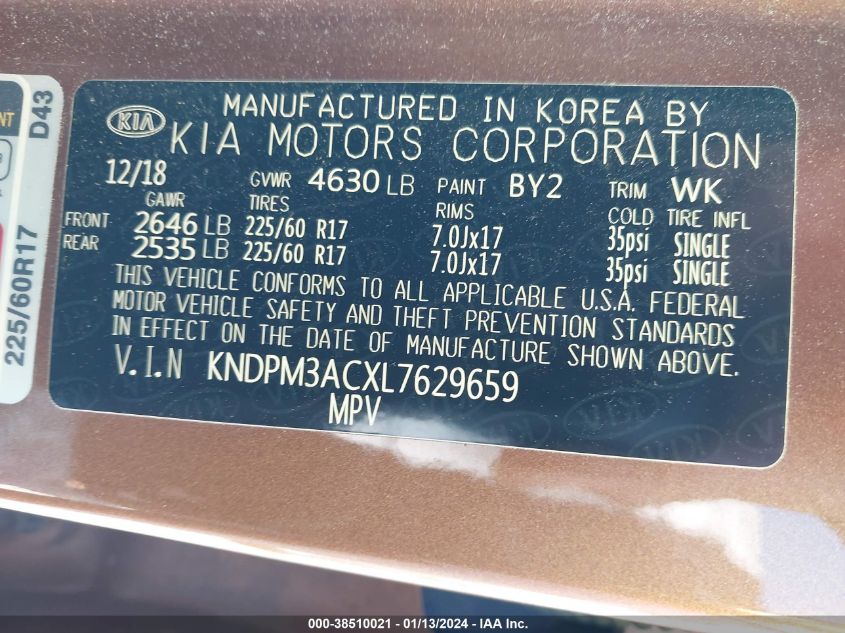 MANUFACTURED IN KOREA BY
KIA KIA MOTORS CORPORATION
12/18 GVWR 4630 LB PAINT BY2 TRIM WK
GAWR TIRES RIMS COLD TIRE INFL
FRONT 2646 LB 225/60 R17 7.0Jx17 35psi SINGLE
REAR 2535 LB 225/60 R17 7.0Jx17 35psi SINGLE
THIS VEHICLE CONFORMS TO ALL APPLICABLE U.S.A. FEDERAL
MOTOR VEHICLE SAFETY AND THEFT PREVENTION STANDARDS
IN EFFECT ON THE DATE OF MANUFACTURE SHOWN ABOVE.
V.I.N KNDPM3ACXL7629659
MPV
D43
225/60R17
000-38510021 - 01/13/2024 - IAA Inc.